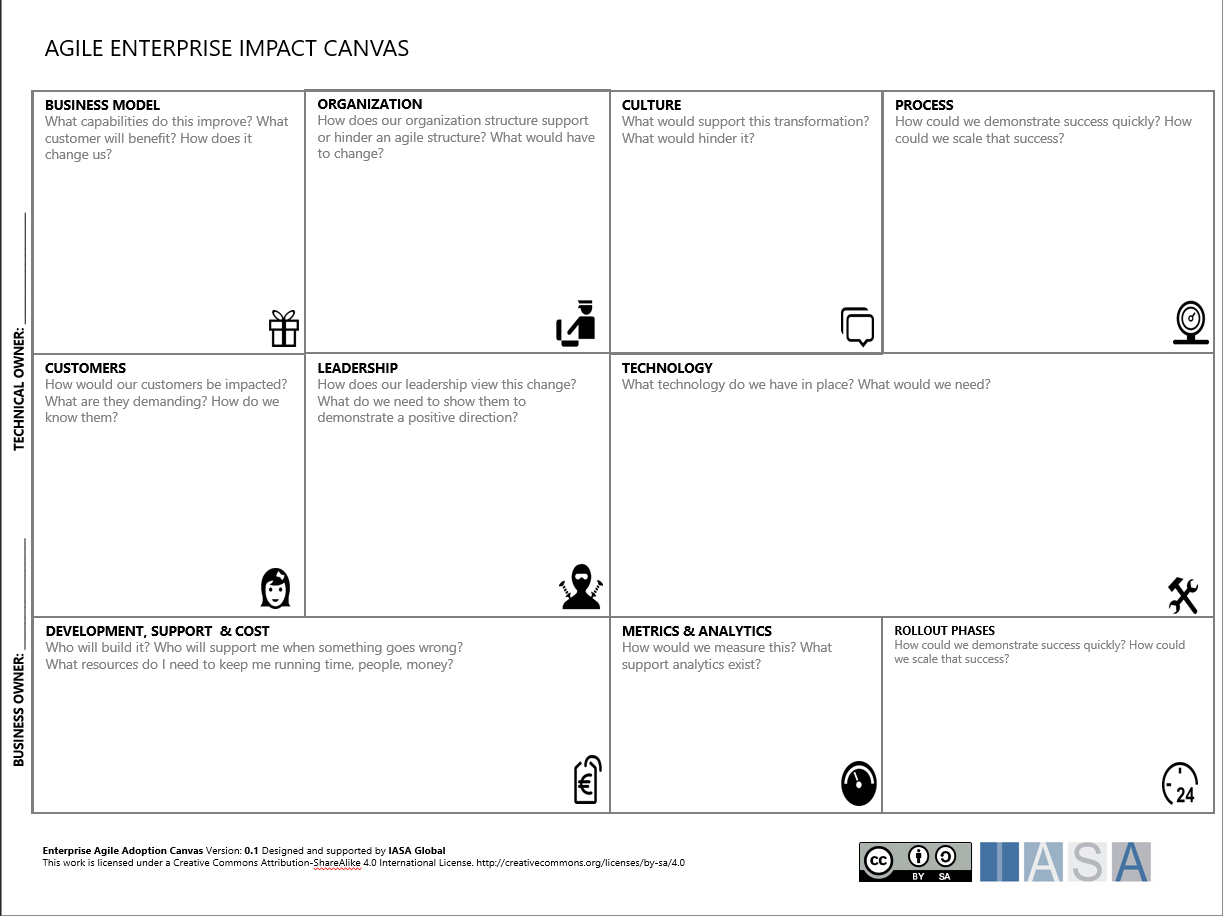 AGILE ENTERPRISE IMPACT CANVAS
BUSINESS MODEL
What capabilities do this improve? What
customer will benefit? How does it
change us?
ORGANIZATION
How does our organization structure support
or hinder an agile structure? What would have
to change?
CULTURE
What would support this transformation?
What would hinder it?
PROCESS
How could we demonstrate success quickly? How
could we scale that success?
TECHNICAL OWNER:
CUSTOMERS
How would our customers be impacted?
What are they demanding? How do we
know them?
LEADERSHIP
How does our leadership view this change?
What do we need to show them to
demonstrate a positive direction?
TECHNOLOGY
What technology do we have in place? What would we need?
BUSINESS OWNER:
DEVELOPMENT, SUPPORT & COST
Who will build it? Who will support me when something goes wrong?
What resources do I need to keep me running time, people, money?
€
METRICS & ANALYTICS
How would we measure this? What
support analytics exist?
ROLLOUT PHASES
How could we demonstrate success quickly? How could
we scale that success?
24
Enterprise Agile Adoption Canvas Version: 0.1 Designed and supported by IASA Global
This work is licensed under a Creative Commons Attribution-ShareAlike 4.0 International License. http://creativecommons.org/licenses/by-sa/4.0
cc
BY SA
IASA